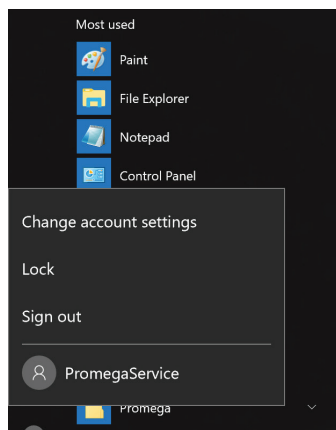 Most used
Paint
File Explorer
Notepad
Control Panel
Change account settings
Lock
Sign out
PromegaService
Promega